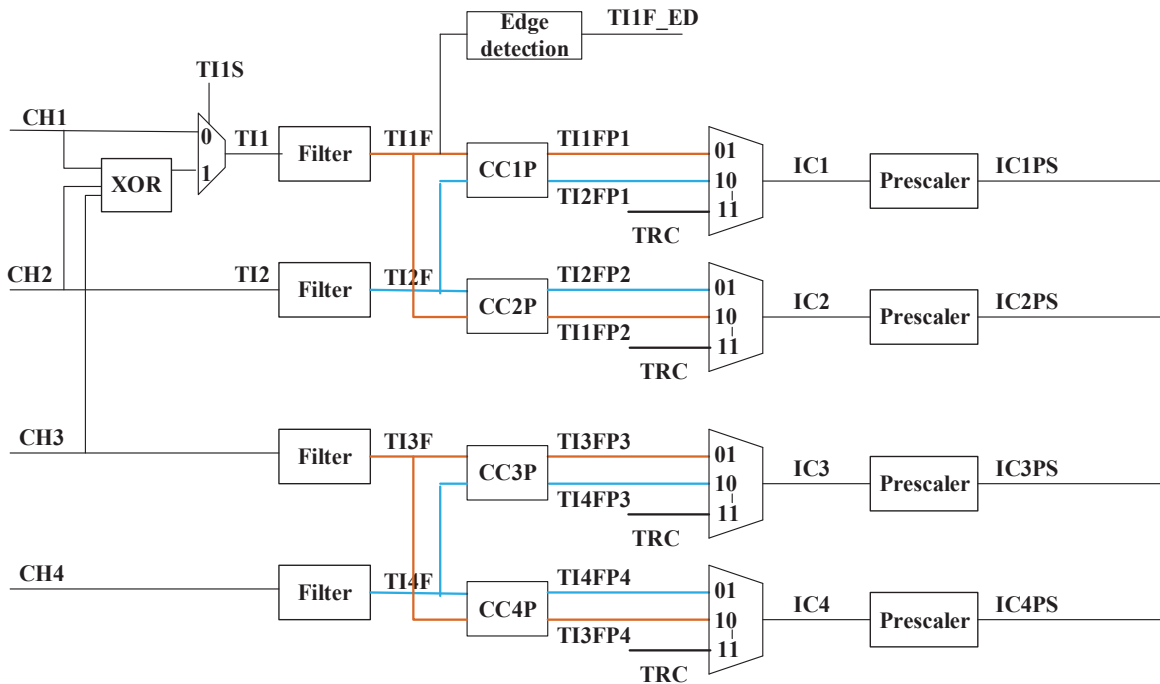 Edge
detection
TI1F_ED
TI1S
CH1
0
1
TI1
Filter
TI1F
XOR
CC1P
TI1FP1
TI2FP1
TRC
01
10
11
IC1
Prescaler
IC1PS
CH2
TI2
Filter
TI2F
CC2P
TI2FP2
TI1FP2
TRC
01
10
11
IC2
Prescaler
IC2PS
CH3
Filter
TI3F
CC3P
TI3FP3
TI4FP3
TRC
01
10
11
IC3
Prescaler
IC3PS
CH4
Filter
TI4F
CC4P
TI4FP4
TI3FP4
TRC
01
10
11
IC4
Prescaler
IC4PS